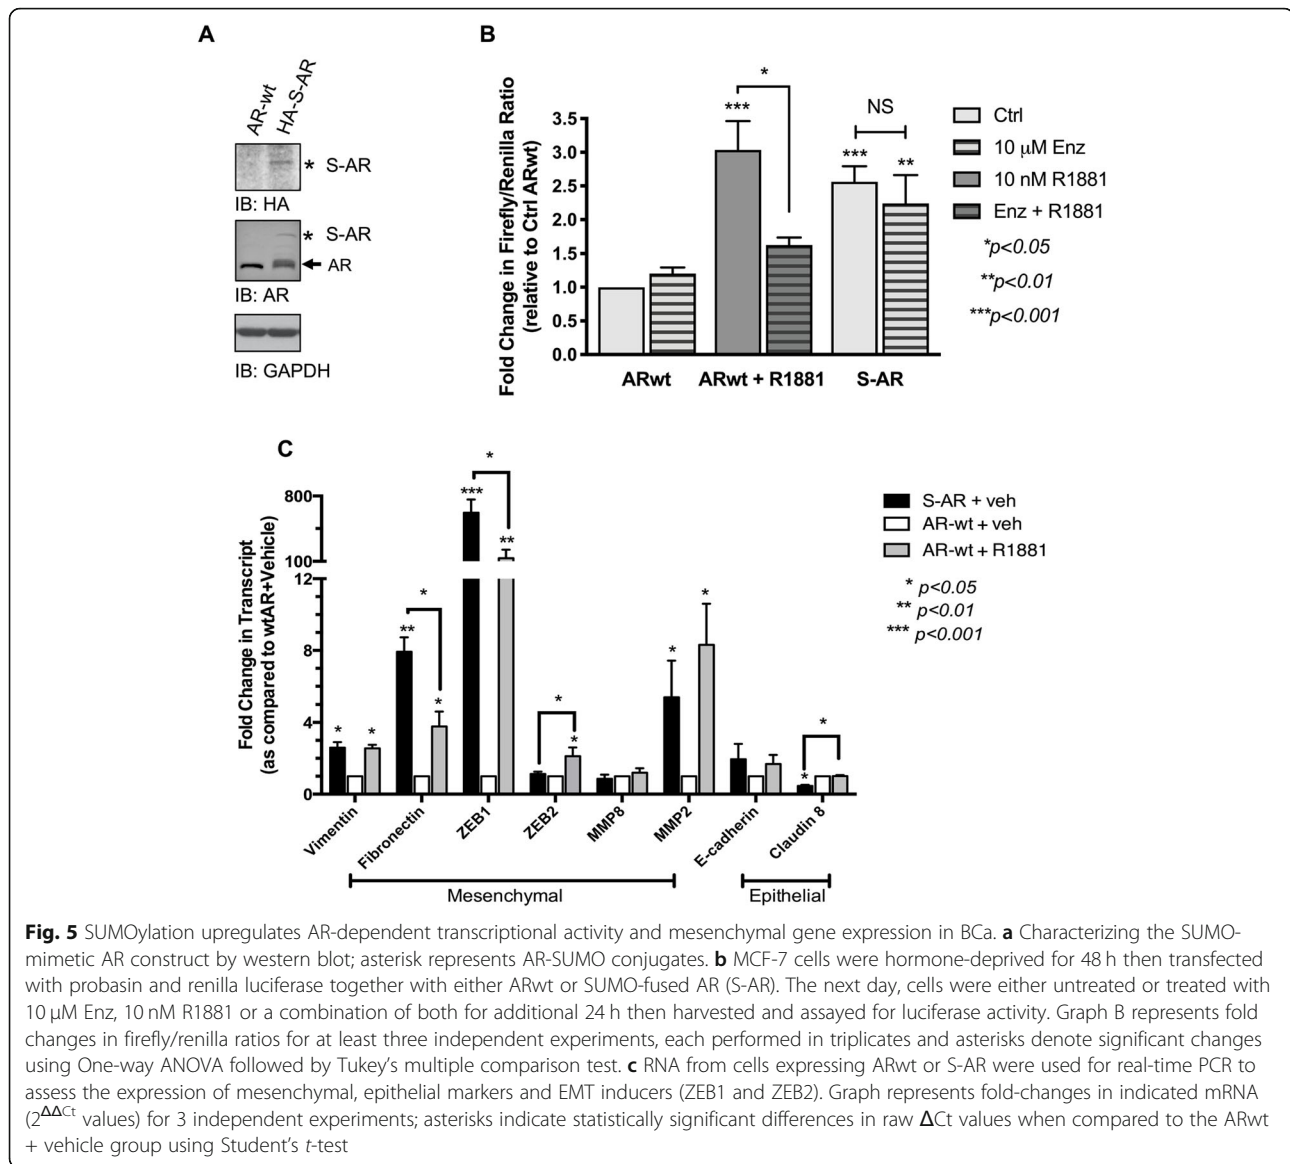 A
AR-wt
HA-S-AR
* S-AR
IB: HA
* S-AR
AR
IB: AR
IB: GAPDH
B
Fold Change in Firefly/Renilla Ratio
(relative to Ctrl ARwt)
3.5
3.0
2.5
2.0
1.5
1.0
0.5
0.0
***
*
***
NS
**
ARwt
ARwt + R1881
S-AR
Ctrl
10 µM Enz
10 nM R1881
Enz + R1881
*p<0.05
**p<0.01
***p<0.001
C
Fold Change in Transcript
(as compared to wtAR+Vehicle)
800
100
12
8
4
0
* *
** * *
*** * **
* *
* *
* *
Vimentin
Fibronectin
ZEB1
ZEB2
MMP8
MMP2
E-cadherin
Claudin 8
Mesenchymal
Epithelial
S-AR + veh
AR-wt + veh
AR-wt + R1881
* p<0.05
** p<0.01
*** p<0.001
Fig. 5 SUMOylation upregulates AR-dependent transcriptional activity and mesenchymal gene expression in BCa. a Characterizing the SUMO-
mimetic AR construct by western blot; asterisk represents AR-SUMO conjugates. b MCF-7 cells were hormone-deprived for 48 h then transfected
with probasin and renilla luciferase together with either ARwt or SUMO-fused AR (S-AR). The next day, cells were either untreated or treated with
10 µM Enz, 10 nM R1881 or a combination of both for additional 24 h then harvested and assayed for luciferase activity. Graph B represents fold
changes in firefly/renilla ratios for at least three independent experiments, each performed in triplicates and asterisks denote significant changes
using One-way ANOVA followed by Tukey's multiple comparison test. c RNA from cells expressing ARwt or S-AR were used for real-time PCR to
assess the expression of mesenchymal, epithelial markers and EMT inducers (ZEB1 and ZEB2). Graph represents fold-changes in indicated mRNA
(2^ΔΔCt values) for 3 independent experiments; asterisks indicate statistically significant differences in raw ΔCt values when compared to the ARwt
+ vehicle group using Student's t-test